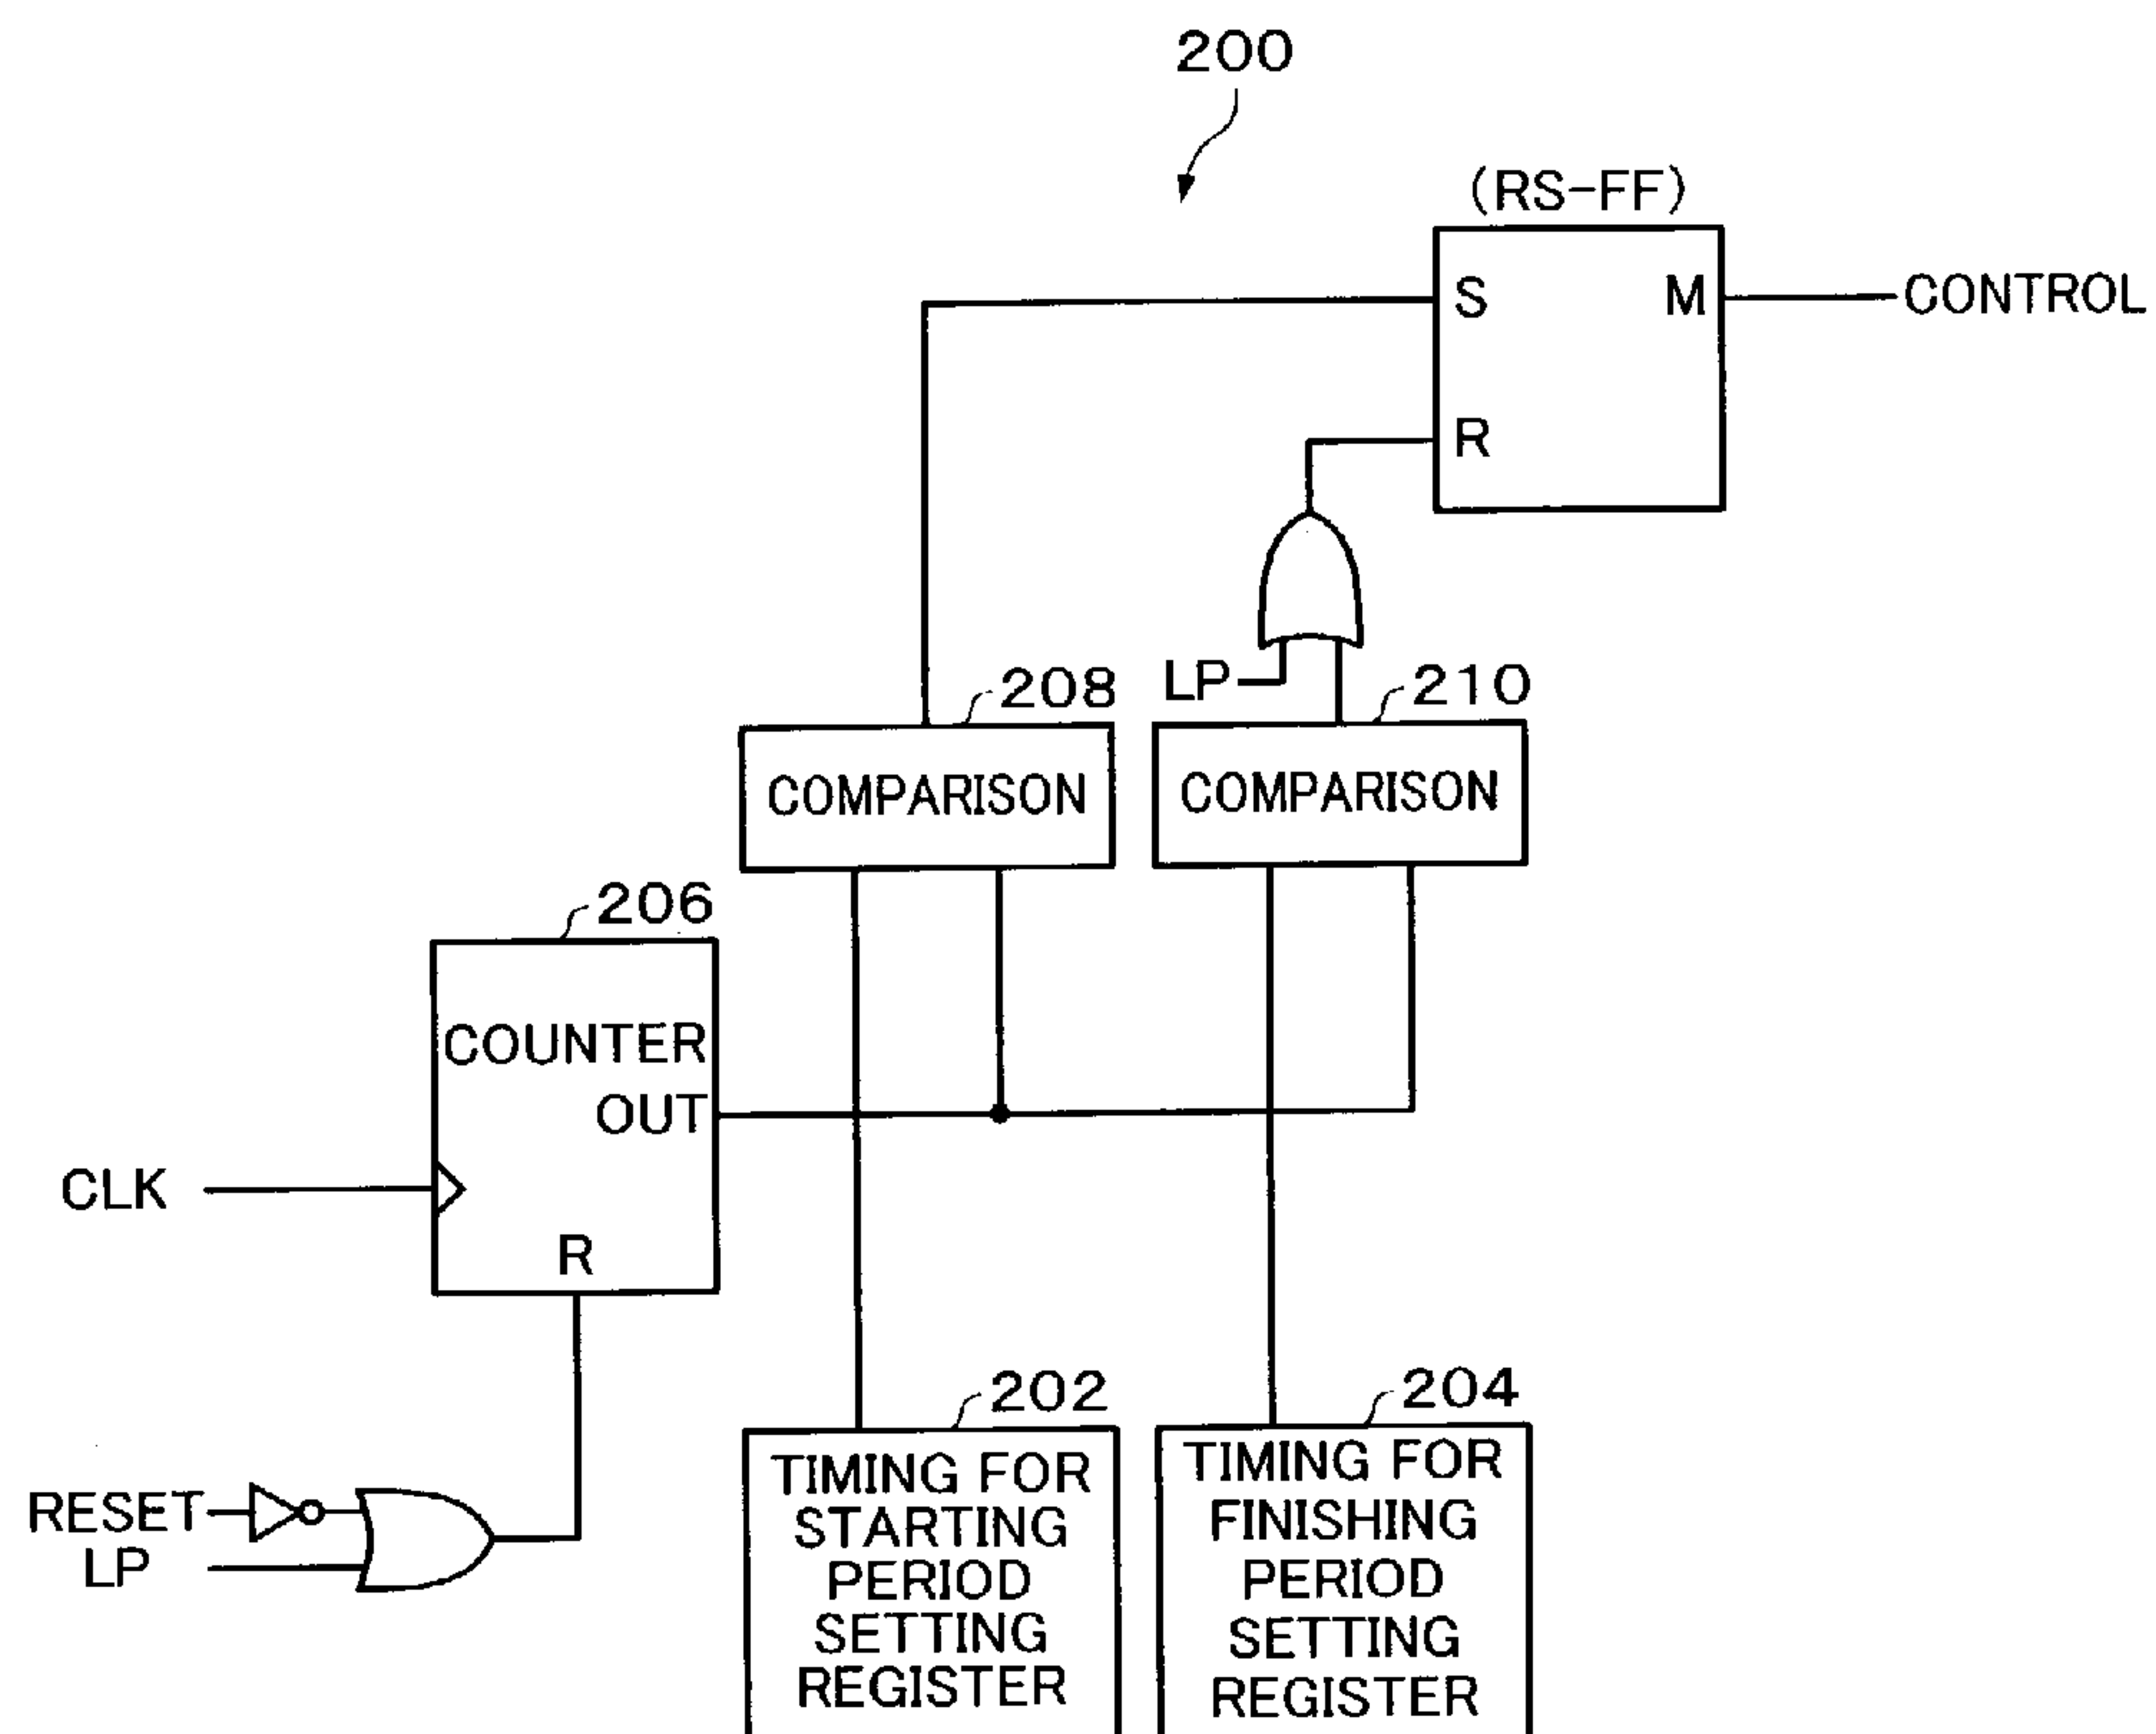 200
(RS-FF)
S
M
CONTROL
R
LP
208
210
COMPARISON
COMPARISON
206
COUNTER
OUT
CLK
R
202
204
RESET
LP
TIMING FOR
STARTING
PERIOD
SETTING
REGISTER
TIMING FOR
FINISHING
PERIOD
SETTING
REGISTER